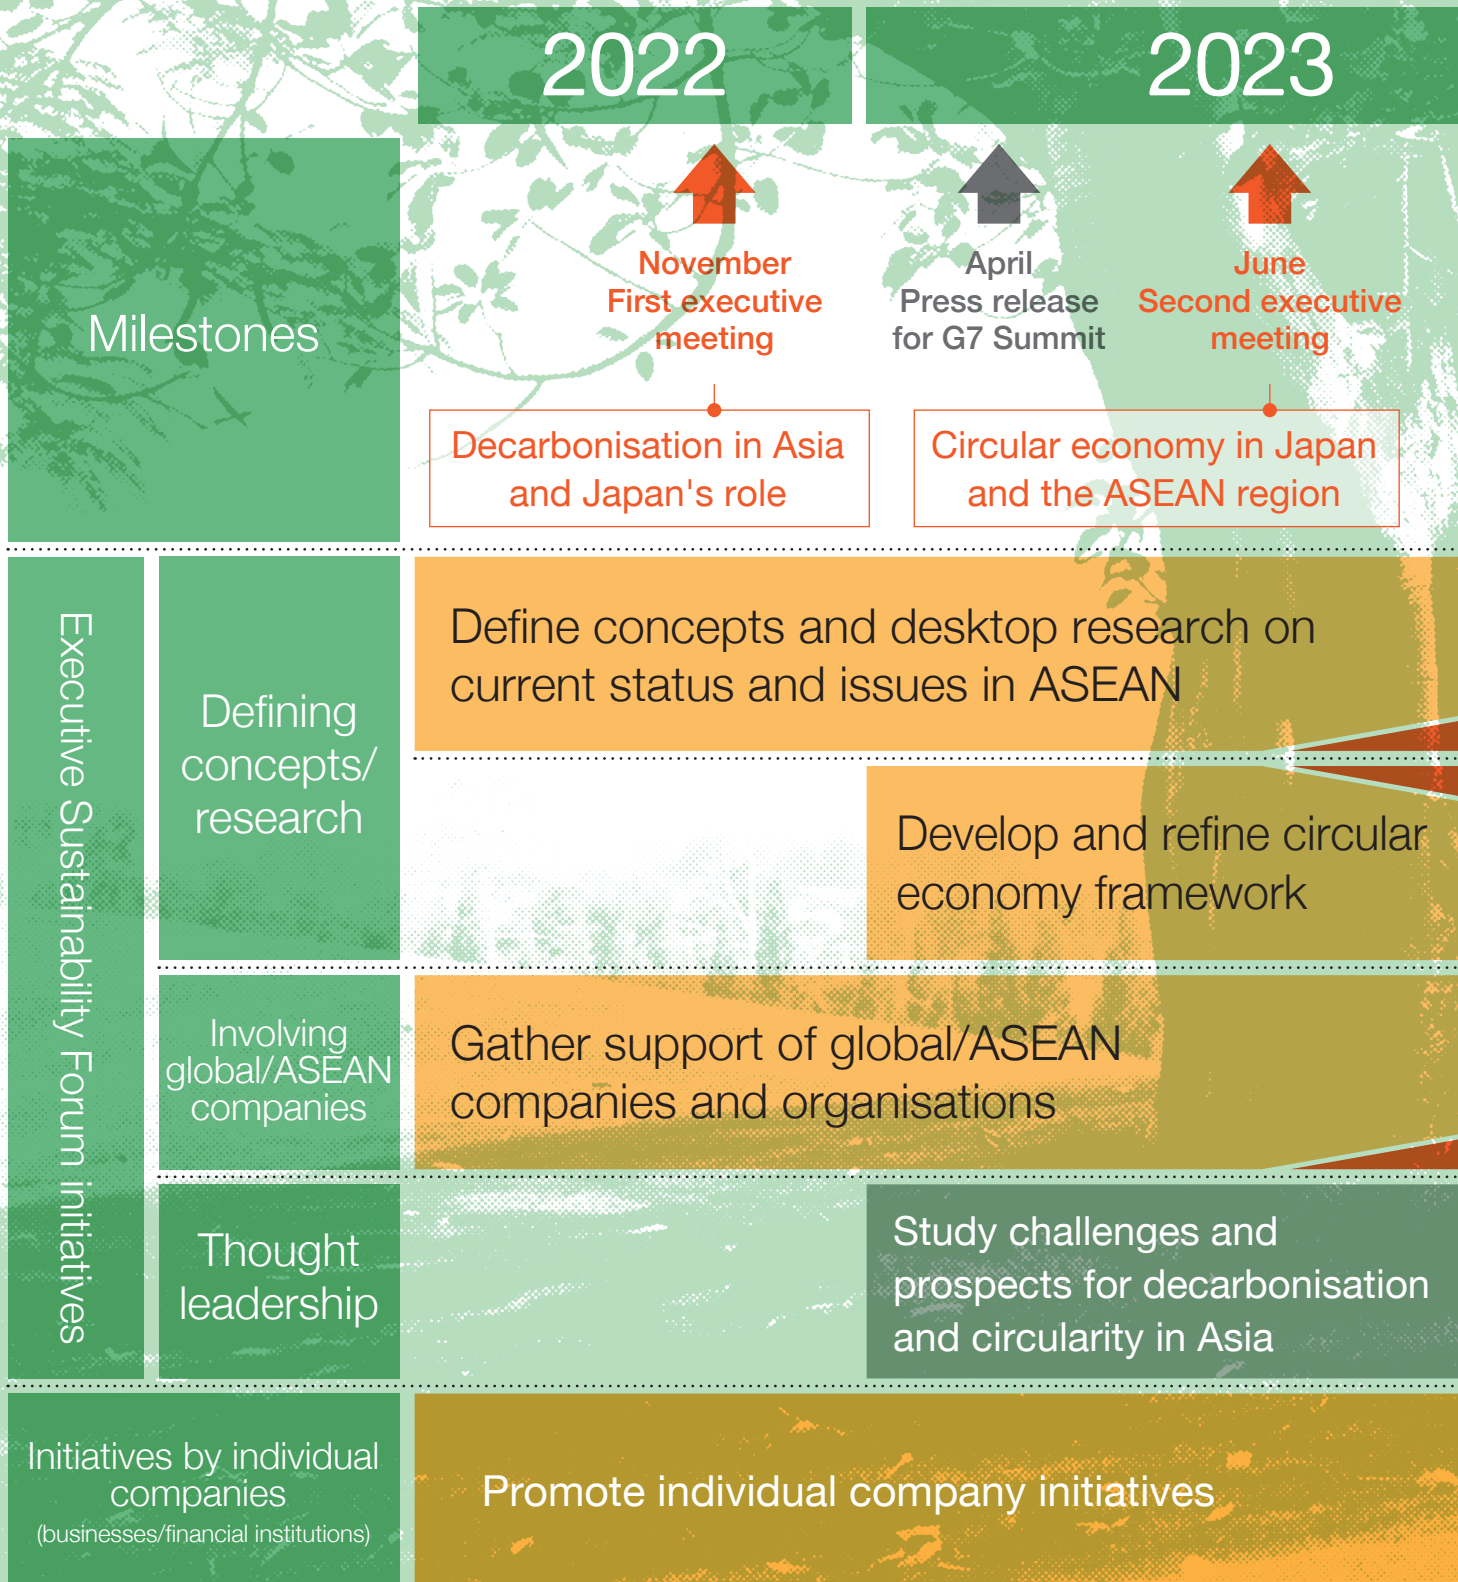 2022
2023
Milestones
November
First executive
meeting
April
Press release
for G7 Summit
June
Second executive
meeting
Decarbonisation in Asia
and Japan's role
Circular economy in Japan
and the ASEAN region
Executive Sustainability Forum initiatives
Defining
concepts/
research
Define concepts and desktop research on
current status and issues in ASEAN
Develop and refine circular
economy framework
Involving
global/ASEAN
companies
Gather support of global/ASEAN
companies and organisations
Thought
leadership
Study challenges and
prospects for decarbonisation
and circularity in Asia
Initiatives by individual
companies
(businesses/financial institutions)
Promote individual company initiatives